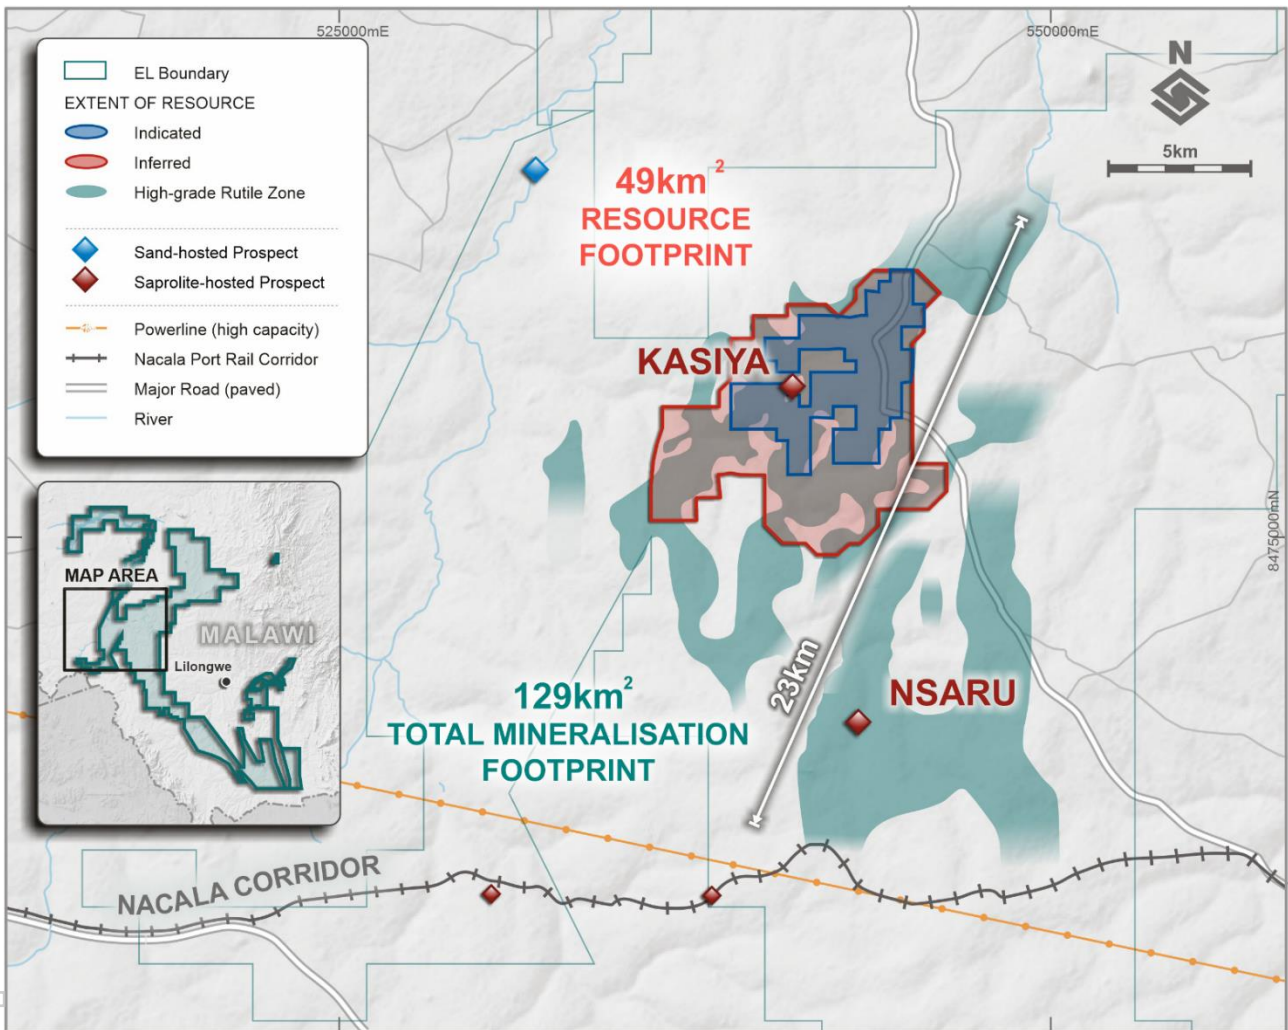 525000mE
550000mE
EL Boundary
EXTENT OF RESOURCE
Indicated
Inferred
High-grade Rutile Zone
Sand-hosted Prospect
Saprolite-hosted Prospect
Powerline (high capacity)
Nacala Port Rail Corridor
Major Road (paved)
River
N
5km
49km²
RESOURCE
FOOTPRINT
KASIYA
8475000mN
MAP AREA
MALAWI
Lilongwe
23km
NSARU
129km²
TOTAL MINERALISATION
FOOTPRINT
NACALA CORRIDOR